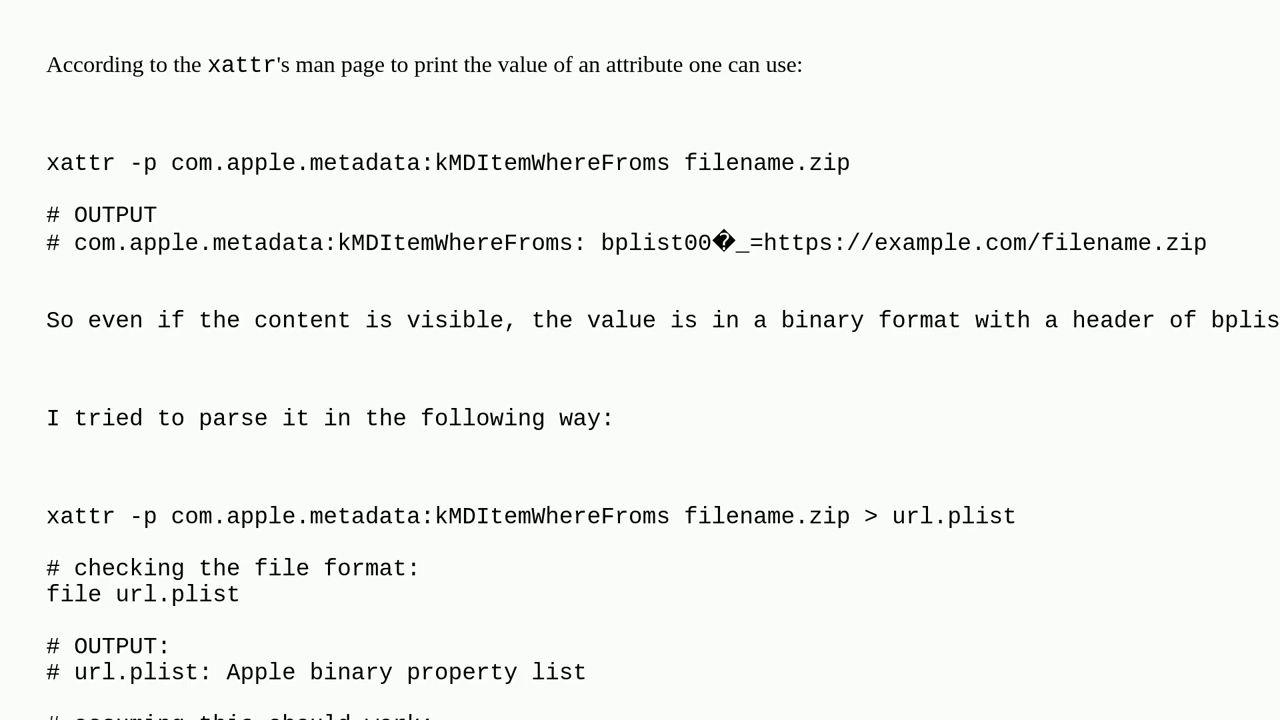 According to the xattr's man page to print the value of an attribute one can use:
xattr -p com.apple.metadata:kMDItemWhereFroms filename.zip
# OUTPUT
# com.apple.metadata:kMDItemWhereFroms: bplist00�_=https://example.com/filename.zip
So even if the content is visible, the value is in a binary format with a header of bplis
I tried to parse it in the following way:
xattr -p com.apple.metadata:kMDItemWhereFroms filename.zip > url.plist
# checking the file format:
file url.plist
# OUTPUT:
# url.plist: Apple binary property list
# assuming this should work: